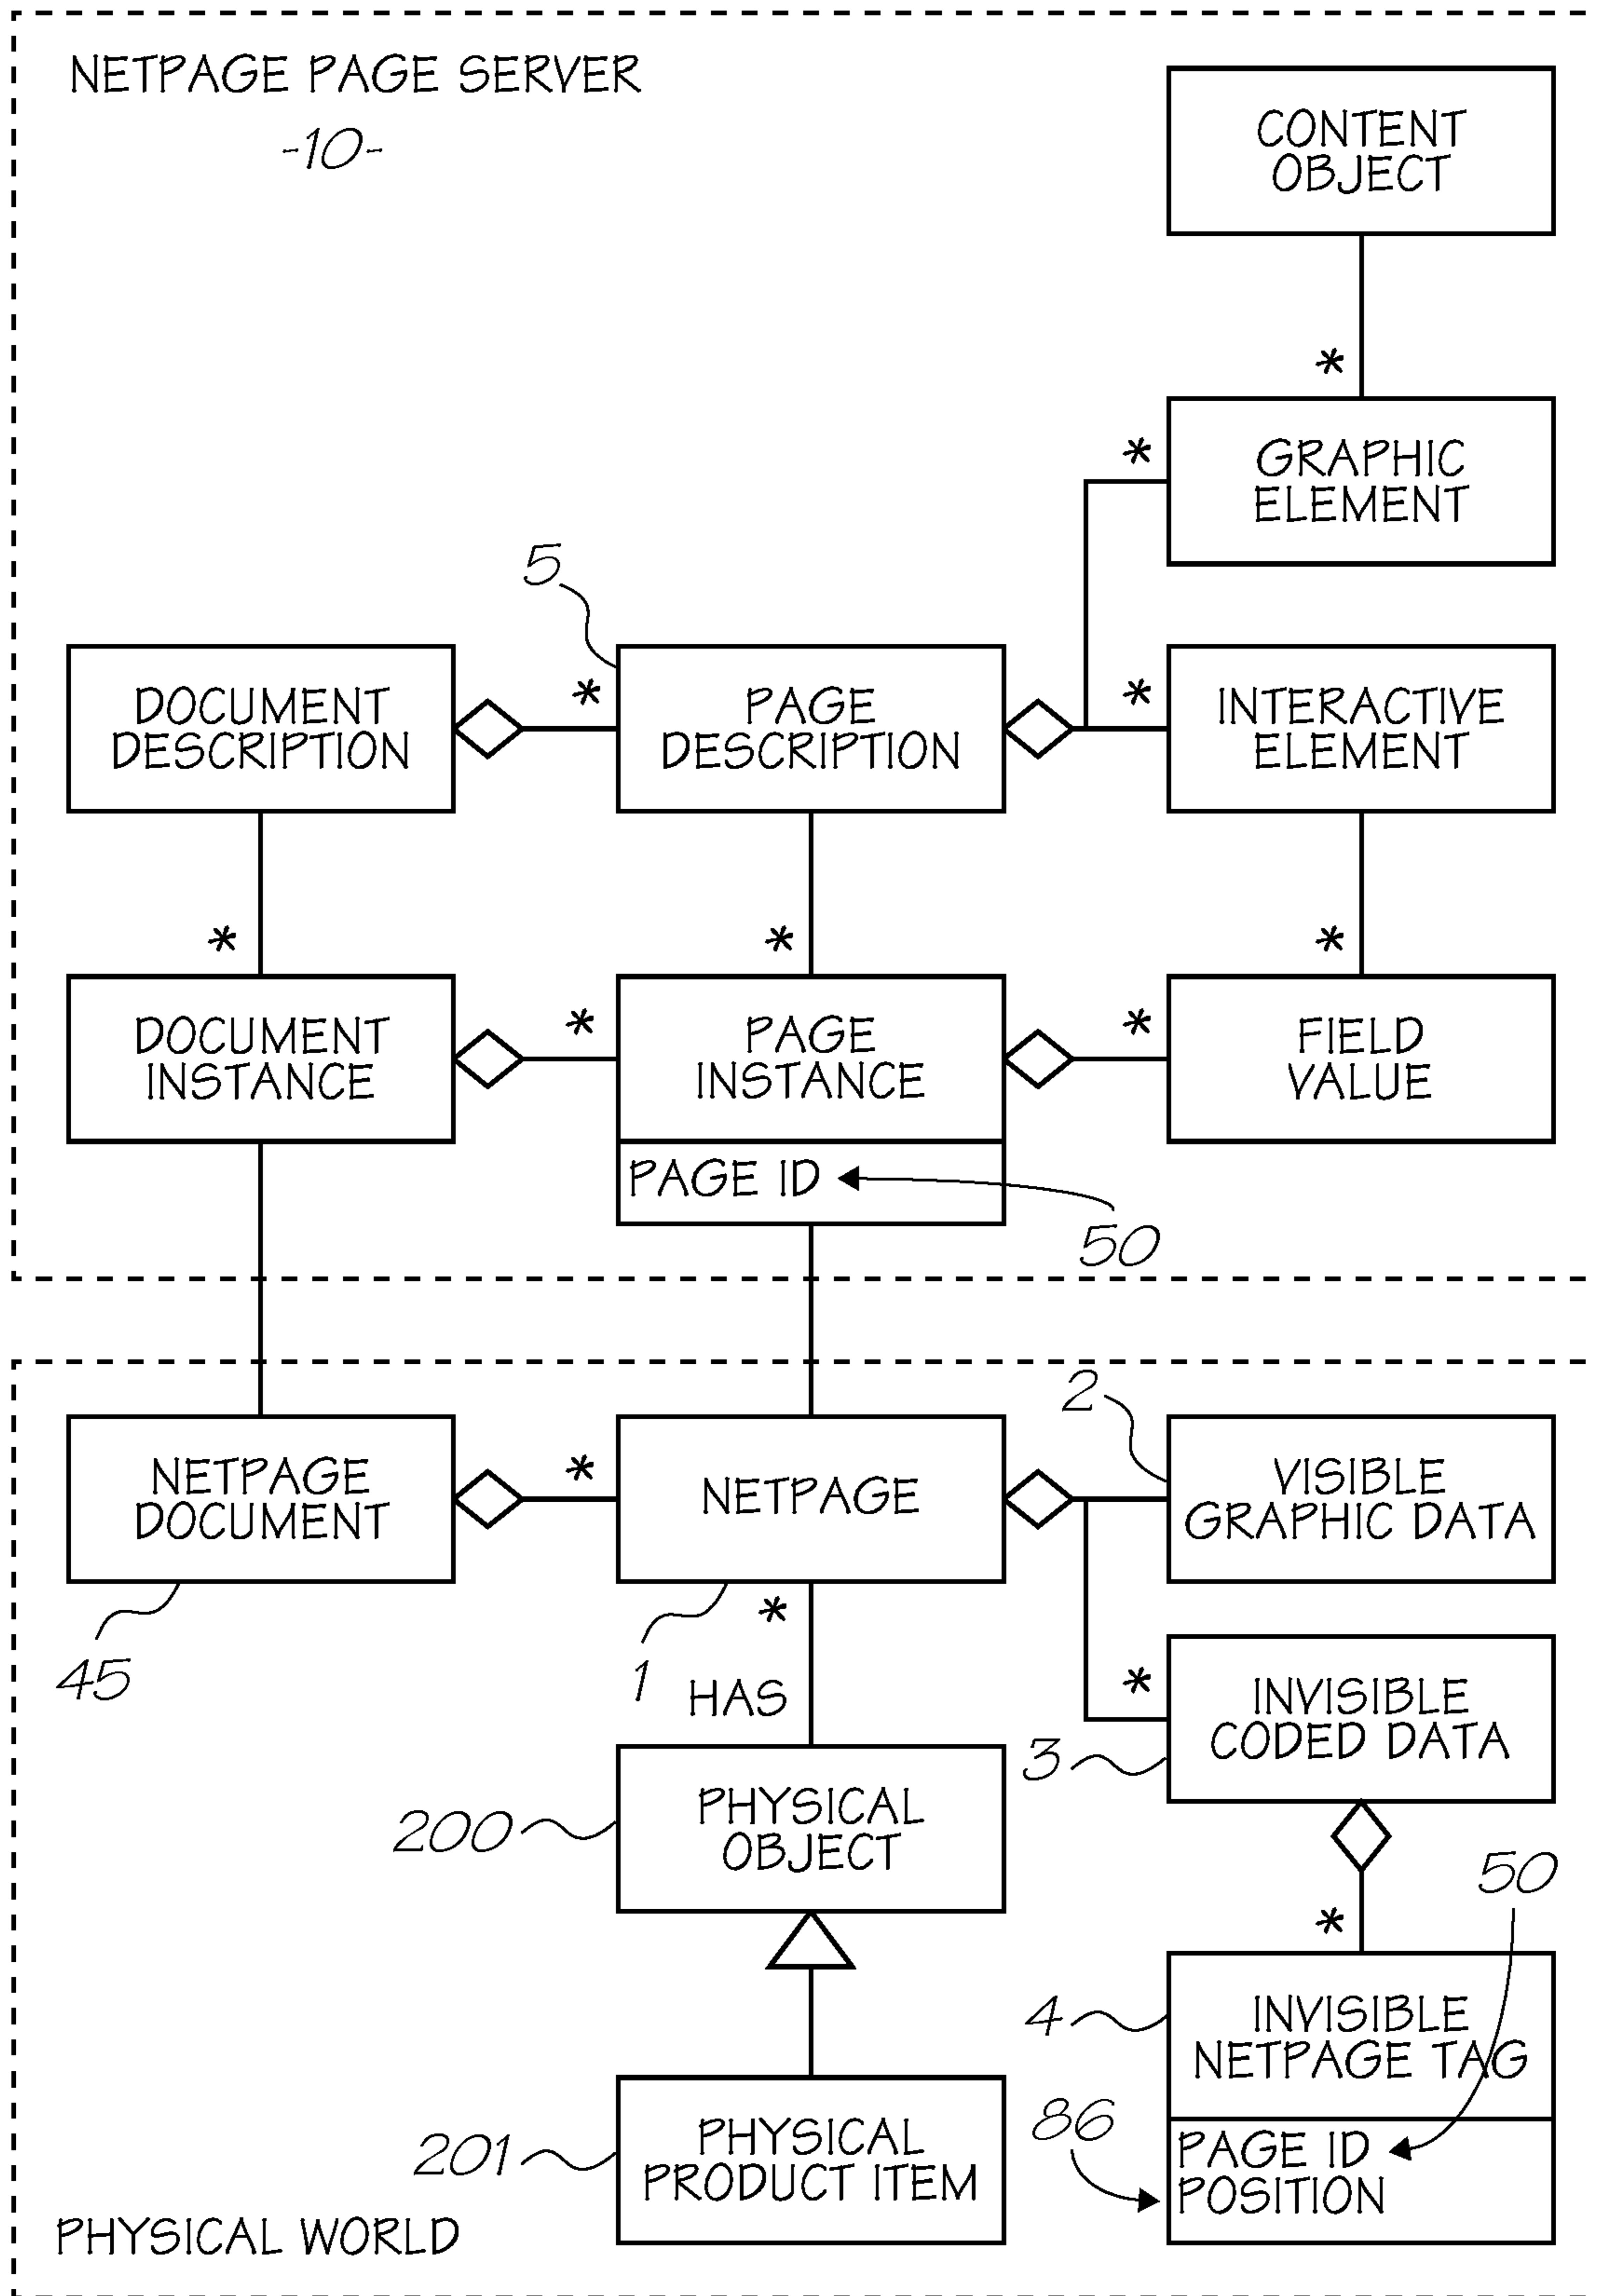 NETPAGE PAGE SERVER
-10-
CONTENT
OBJECT
*
*
GRAPHIC
ELEMENT
5
DOCUMENT
DESCRIPTION
*
PAGE
DESCRIPTION
*
INTERACTIVE
ELEMENT
*
*
*
DOCUMENT
INSTANCE
*
PAGE
INSTANCE
*
FIELD
VALUE
PAGE ID
50
2
NETPAGE
DOCUMENT
*
NETPAGE
VISIBLE
GRAPHIC DATA
45
1
*
HAS
*
INVISIBLE
CODED DATA
3
200
PHYSICAL
OBJECT
50
*
4
INVISIBLE
NETPAGE TAG
86
PAGE ID
POSITION
201
PHYSICAL
PRODUCT ITEM
PHYSICAL WORLD